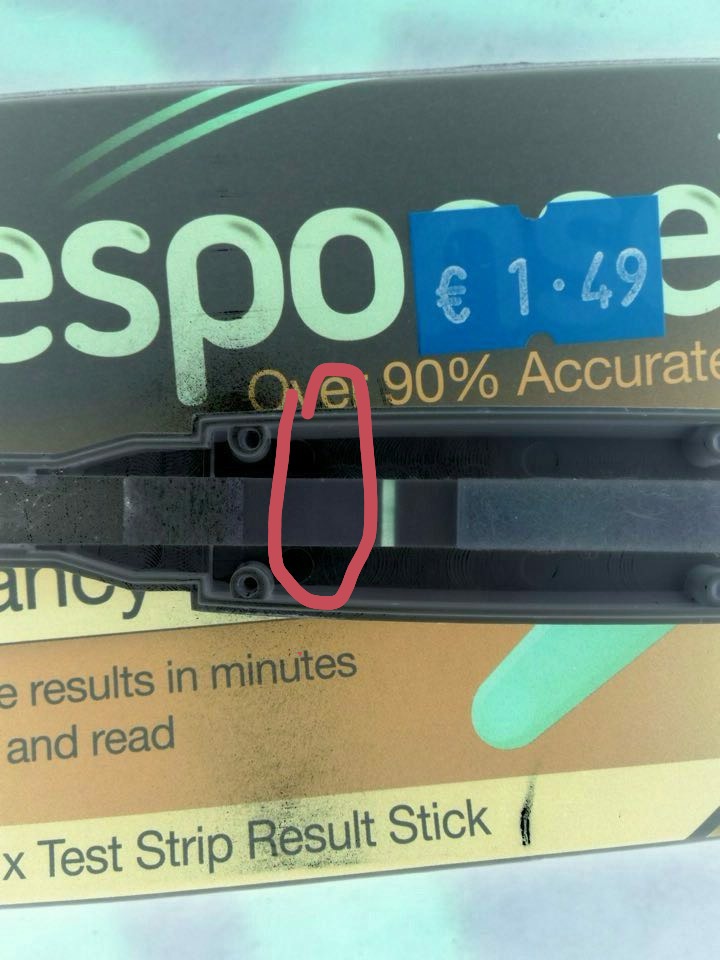 espo e
€ 1.49
Over 90% Accurate
ancy
e results in minutes
and read
x Test Strip Result Stick